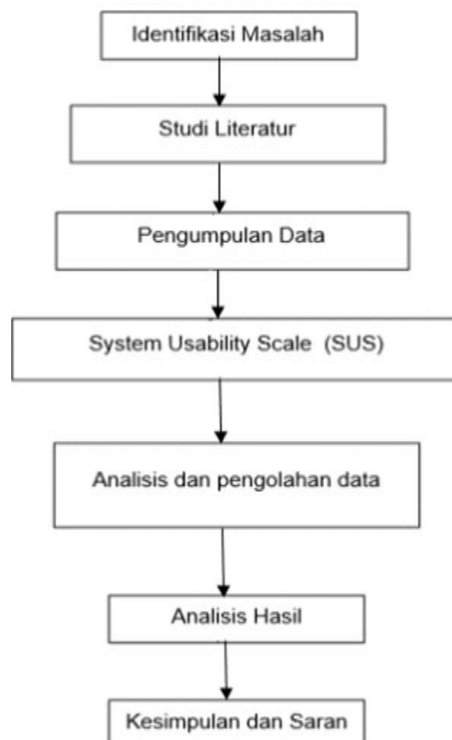 Identifikasi Masalah
Studi Literatur
Pengumpulan Data
System Usability Scale (SUS)
Analisis dan pengolahan data
Analisis Hasil
Kesimpulan dan Saran